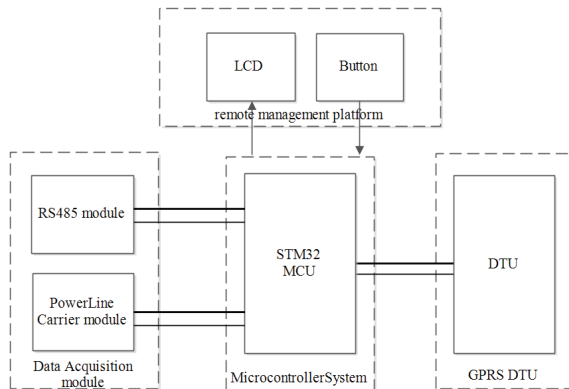 LCD
Button
remote management platform
RS485 module
PowerLine
Carrier module
Data Acquisition
module
STM32
MCU
MicrocontrollerSystem
DTU
GPRS DTU